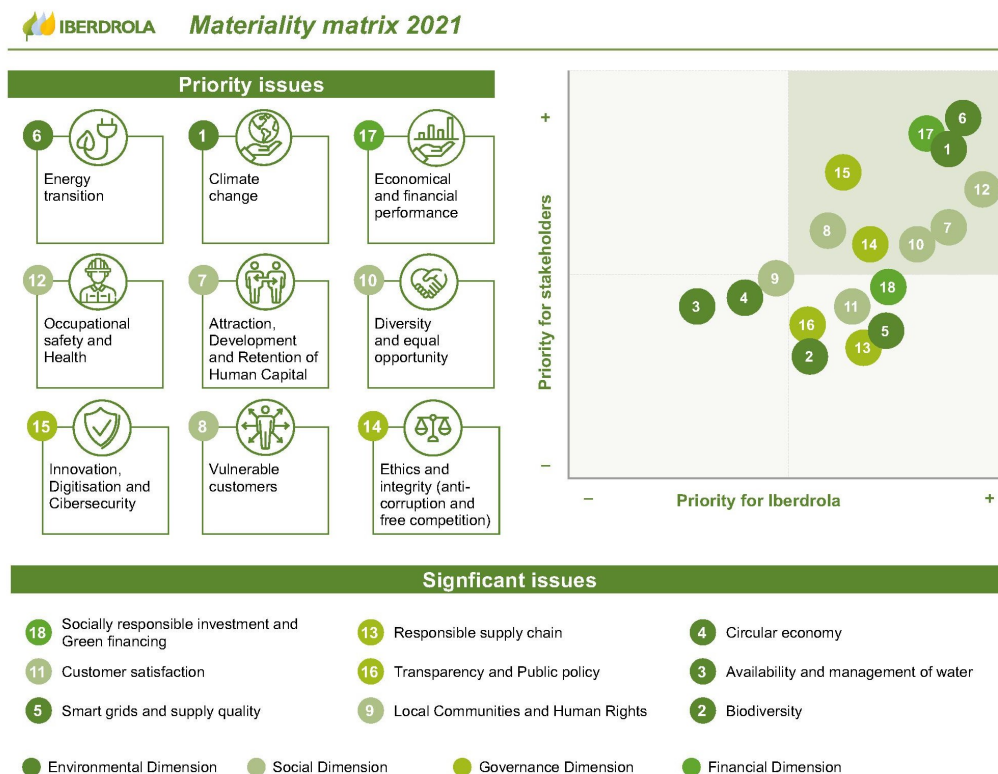 IBERDROLA
Materiality matrix 2021
Priority issues
6
Energy
transition
1
Climate
change
17
Economical
and financial
performance
12
Occupational
safety and
Health
7
Attraction,
Development
and Retention of
Human Capital
10
Diversity
and equal
opportunity
15
Innovation,
Digitisation and
Cibersecurity
8
Vulnerable
customers
14
Ethics and
integrity (anti-
corruption and
free competition)
+
Priority for stakeholders
–
6
17
1
15
12
8
7
14
10
9
18
4
3
11
16
5
13
2
–
Priority for Iberdrola
+
Signficant issues
18
Socially responsible investment and
Green financing
13 Responsible supply chain
4 Circular economy
11 Customer satisfaction
16 Transparency and Public policy
3 Availability and management of water
5 Smart grids and supply quality
9 Local Communities and Human Rights
2 Biodiversity
Environmental Dimension
Social Dimension
Governance Dimension
Financial Dimension